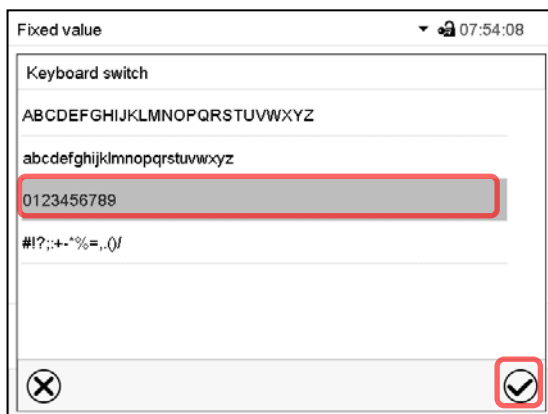 Fixed value 07:54:08
Keyboard switch
ABCDEFGHIJKLMNOPQRSTUVWXYZ
abcdefghijklmnopqrstuvwxyz
0123456789
#!?;:+-*%=,.()/